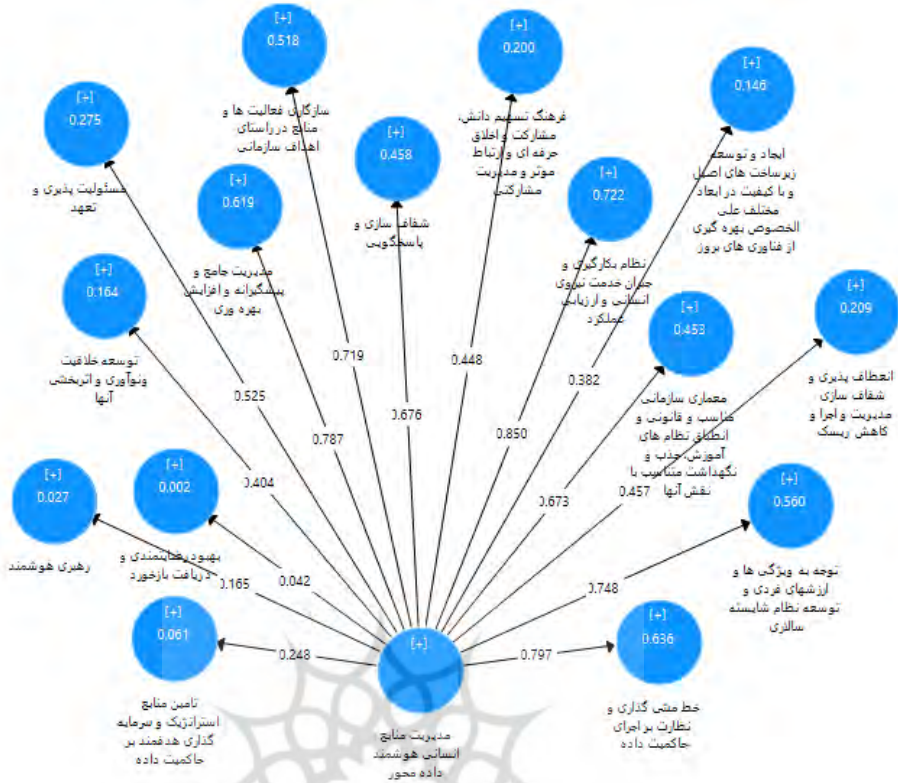 [+]
0.518
سازگاری فعالیت ها و
منابع در راستای
اهداف سازمانی
[+]
0.200
فرهنگ تسهیم دانش،
مشارکت و اخلاق
حرفه ای و ارتباط
موثر و مدیریت
مشارکتی
[+]
0.146
ایجاد و توسعه
زیرساخت های اصیل
و با کیفیت در ابعاد
مختلف علی
الخصوص بهره گیری
از فناوری های بروز
[+]
0.275
مسئولیت پذیری و
تعهد
[+]
0.458
شفاف سازی و
پاسخگویی
[+]
0.619
مدیریت جامع و
پیشگیرانه و افزایش
بهره وری
[+]
0.722
نظام بکارگیری و
جبران خدمت نیروی
انسانی و ارزیابی
عملکرد
[+]
0.164
توسعه خلاقیت
ونوآوری و اثربخشی
آنها
[+]
0.453
معماری سازمانی
مناسب و قانونی و
انطباق نظام های
آموزش، جذب و
نگهداشت متناسب با
نقش آنها
[+]
0.209
انعطاف پذیری و
شفاف سازی
مدیریت و اجرا و
کاهش ریسک
[+]
0.027
رهبری هوشمند
[+]
0.002
بهبود رضایتمندی و
دریافت بازخورد
[+]
0.560
توجه به ویژگی ها و
ارزشهای فردی و
توسعه نظام شایسته
سالاری
[+]
0.061
تامین منابع
استراتژیک و سرمایه
گذاری هدفمند بر
حاکمیت داده
[+]
0.636
خط مشی گذاری و
نظارت بر اجرای
حاکمیت داده
[+]
مدیریت منابع
انسانی هوشمند
داده محور
0.719
0.448
0.382
0.525
0.676
0.787
0.850
0.404
0.673
0.457
0.165
0.042
0.748
0.248
0.797